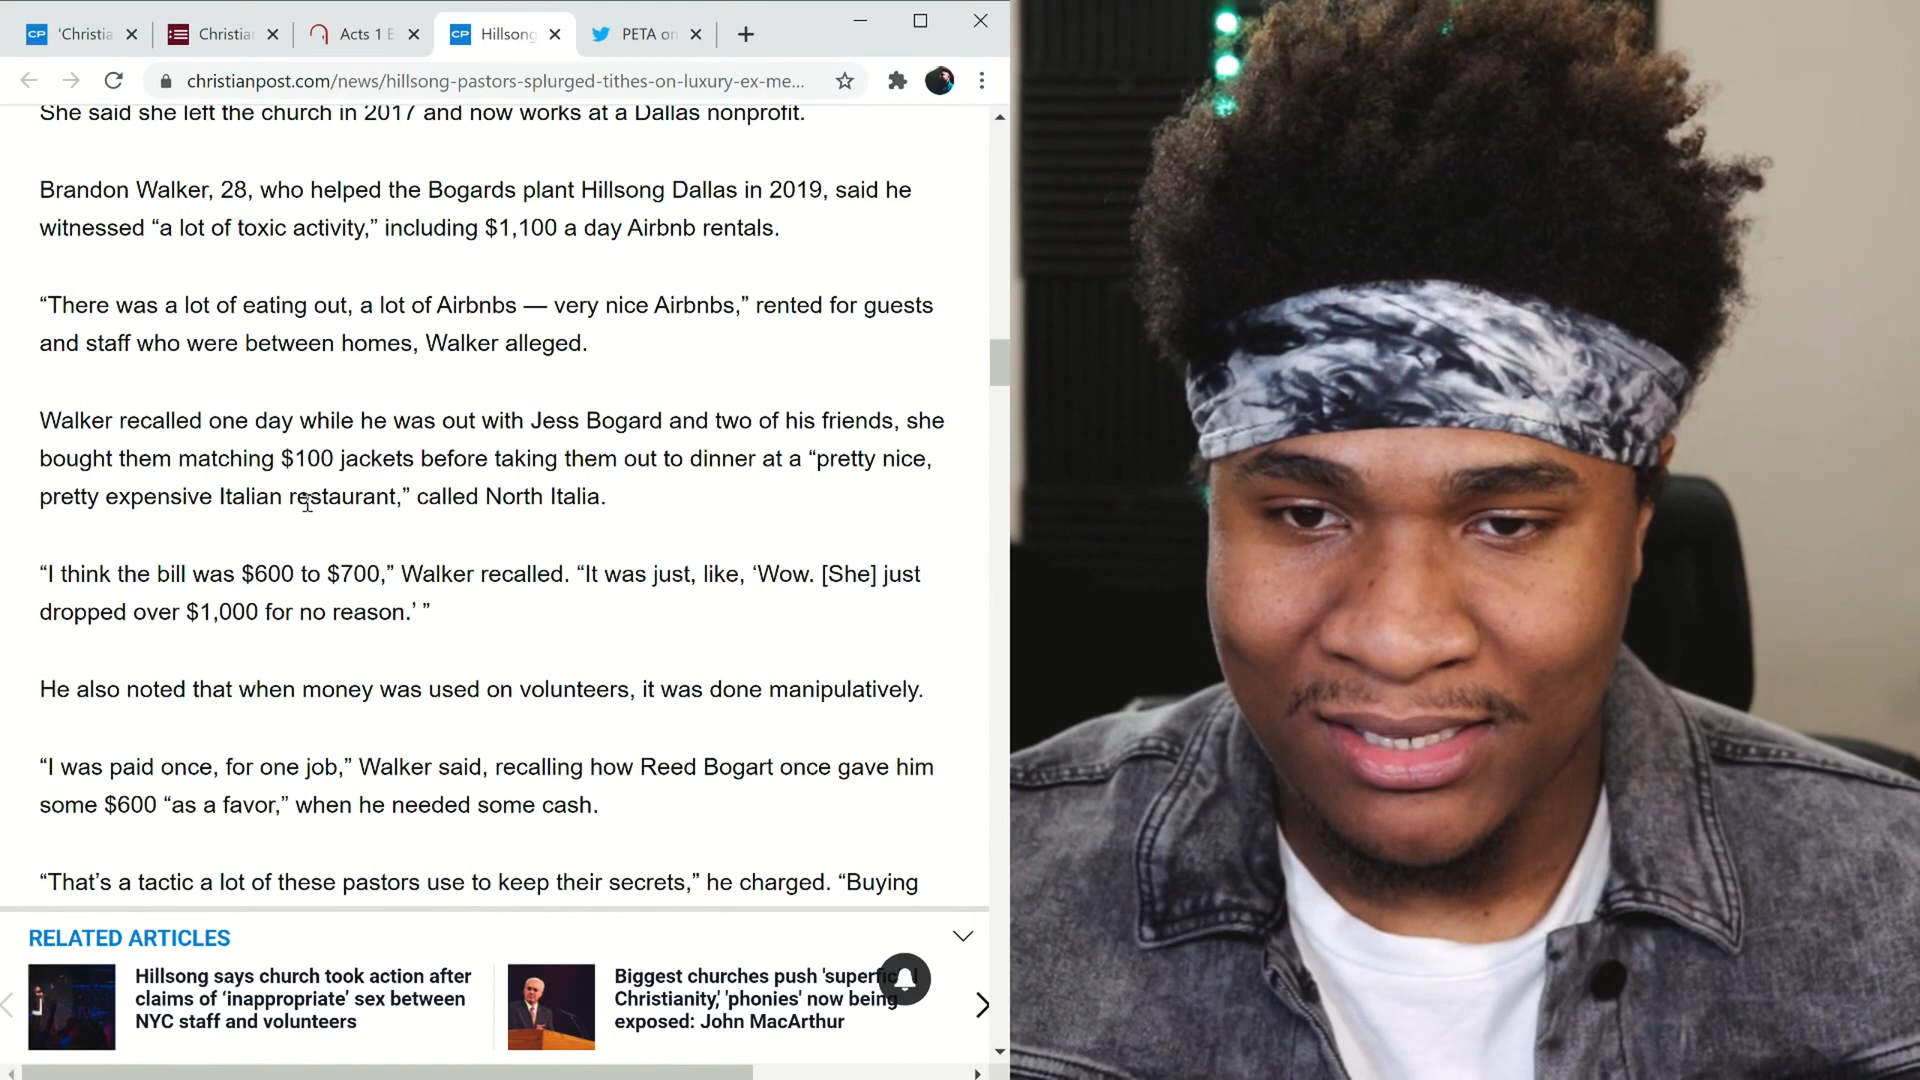 CP 'Christia
Christia
Acts 1 E
CP Hillsong
PETA on
christianpost.com/news/hillsong-pastors-splurged-tithes-on-luxury-ex-me...
She said she left the church in 2017 and now works at a Dallas nonprofit.
Brandon Walker, 28, who helped the Bogards plant Hillsong Dallas in 2019, said he
witnessed “a lot of toxic activity,” including $1,100 a day Airbnb rentals.
“There was a lot of eating out, a lot of Airbnbs — very nice Airbnbs,” rented for guests
and staff who were between homes, Walker alleged.
Walker recalled one day while he was out with Jess Bogard and two of his friends, she
bought them matching $100 jackets before taking them out to dinner at a “pretty nice,
pretty expensive Italian restaurant,” called North Italia.
“I think the bill was $600 to $700,” Walker recalled. “It was just, like, ‘Wow. [She] just
dropped over $1,000 for no reason.’ ”
He also noted that when money was used on volunteers, it was done manipulatively.
“I was paid once, for one job,” Walker said, recalling how Reed Bogart once gave him
some $600 “as a favor,” when he needed some cash.
“That’s a tactic a lot of these pastors use to keep their secrets,” he charged. “Buying
RELATED ARTICLES
Hillsong says church took action after
claims of ‘inappropriate’ sex between
NYC staff and volunteers
Biggest churches push 'superficial
Christianity,' 'phonies' now being
exposed: John MacArthur